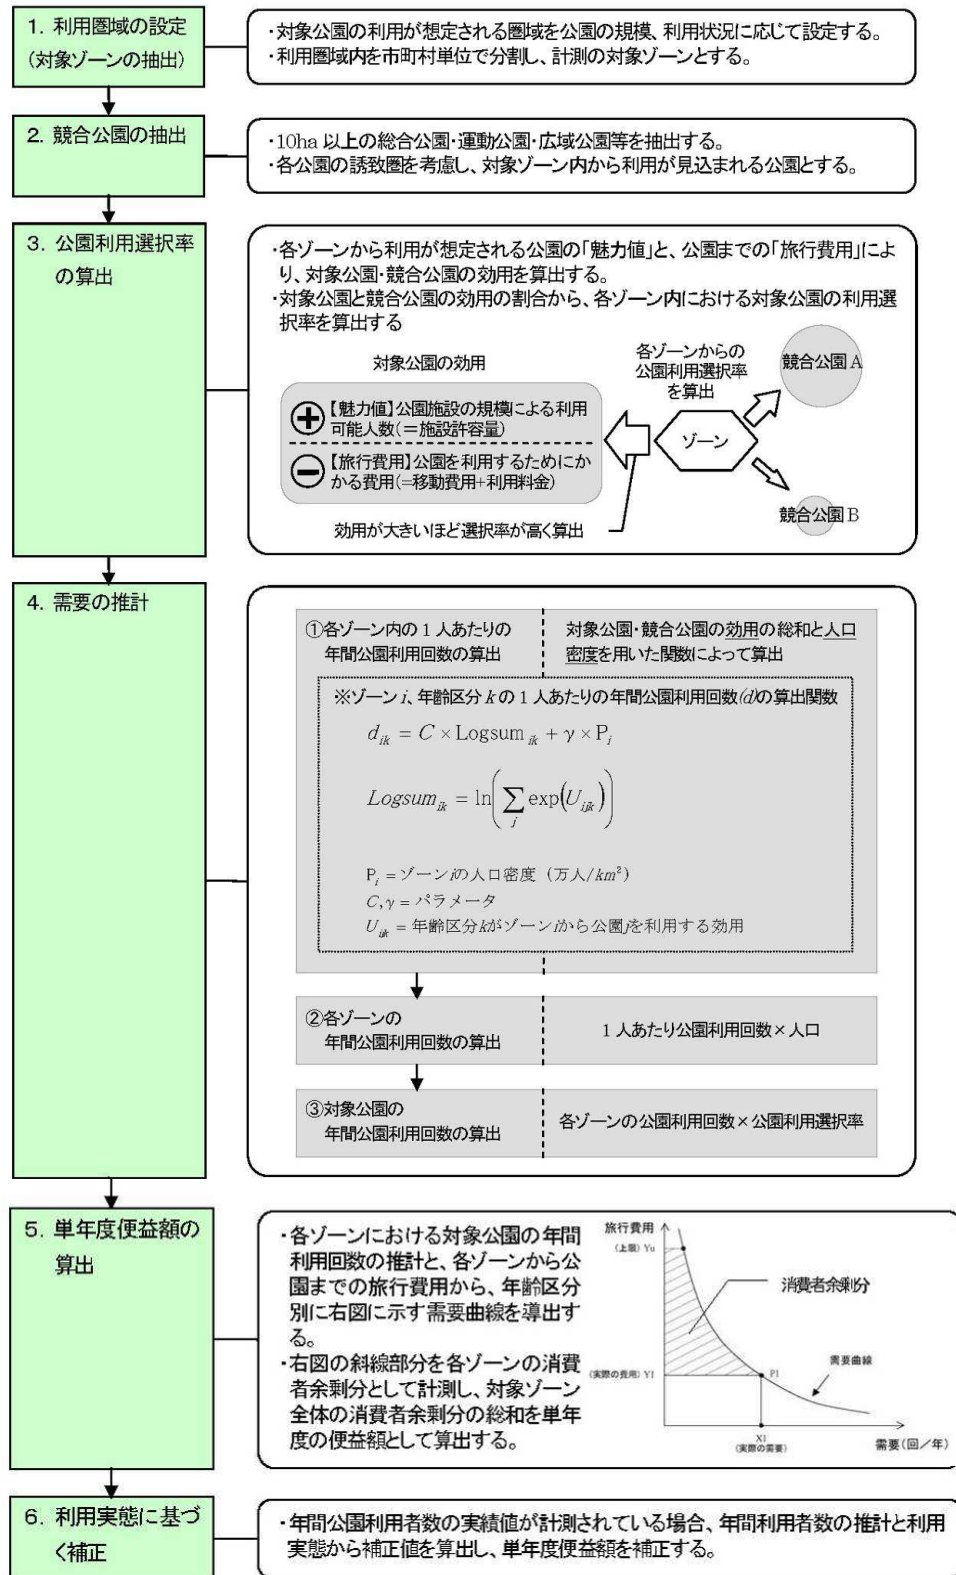 1. 利用圏域の設定
(対象ゾーンの抽出)
・対象公園の利用が想定される圏域を公園の規模、利用状況に応じて設定する。
・利用圏域内を市町村単位で分割し、計測の対象ゾーンとする。
2. 競合公園の抽出
・10ha 以上の総合公園・運動公園・広域公園等を抽出する。
・各公園の誘致圏を考慮し、対象ゾーン内から利用が見込まれる公園とする。
3. 公園利用選択率
の算出
・各ゾーンから利用が想定される公園の「魅力値」と、公園までの「旅行費用」によ
り、対象公園・競合公園の効用を算出する。
・対象公園と競合公園の効用の割合から、各ゾーン内における対象公園の利用選
択率を算出する
対象公園の効用
+【魅力値】公園施設の規模による利用
可能人数(=施設許容量)
−【旅行費用】公園を利用するためにか
かる費用(=移動費用+利用料金)
効用が大きいほど選択率が高く算出
各ゾーンからの
公園利用選択率
を算出
ゾーン
競合公園 A
競合公園 B
4. 需要の推計
①各ゾーン内の 1 人あたりの
年間公園利用回数の算出
対象公園・競合公園の効用の総和と人口
密度を用いた関数によって算出
※ゾーン i、年齢区分 k の 1 人あたりの年間公園利用回数(d)の算出関数
d_ik = C × Logsum_ik + γ × P_i
Logsum_ik = ln(∑_j exp(U_ijk))
P_i = ゾーンiの人口密度 (万人/km²)
C, γ = パラメータ
U_ijk = 年齢区分kがゾーンiから公園jを利用する効用
②各ゾーンの
年間公園利用回数の算出
1 人あたり公園利用回数×人口
③対象公園の
年間公園利用回数の算出
各ゾーンの公園利用回数×公園利用選択率
5. 単年度便益額の
算出
・各ゾーンにおける対象公園の年間
利用回数の推計と、各ゾーンから公
園までの旅行費用から、年齢区分
別に右図に示す需要曲線を導出す
る。
・右図の斜線部分を各ゾーンの消費
者余剰分として計測し、対象ゾーン
全体の消費者余剰分の総和を単年
度の便益額として算出する。
旅行費用
(上限) Y0
消費者余剰分
需要曲線
(実際の費用) Y1
P1
X1
(実際の需要)
需要(回/年)
6. 利用実態に基づ
く補正
・年間公園利用者数の実績値が計測されている場合、年間利用者数の推計と利用
実態から補正値を算出し、単年度便益額を補正する。